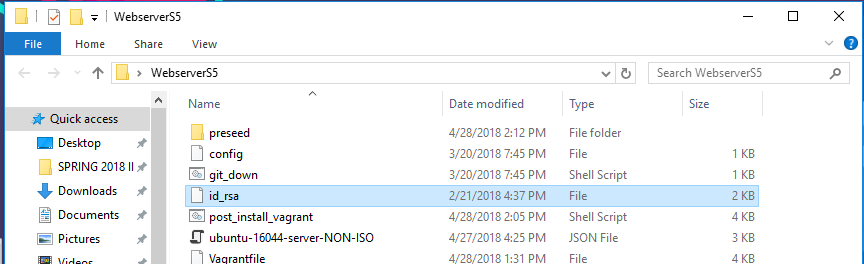 WebserverS5
File Home Share View
WebserverS5 Search WebserverS5
Name Date modified Type Size
Quick access
Desktop
SPRING 2018 II
Downloads
Documents
Pictures
Videos
preseed 4/28/2018 2:12 PM File folder
config 3/20/2018 7:45 PM File 1 KB
git_down 3/20/2018 7:45 PM Shell Script 1 KB
id_rsa 2/21/2018 4:37 PM File 2 KB
post_install_vagrant 4/28/2018 2:05 PM Shell Script 4 KB
ubuntu-16044-server-NON-ISO 4/27/2018 4:25 PM JSON File 3 KB
Vagrantfile 4/28/2018 1:31 PM File 4 KB